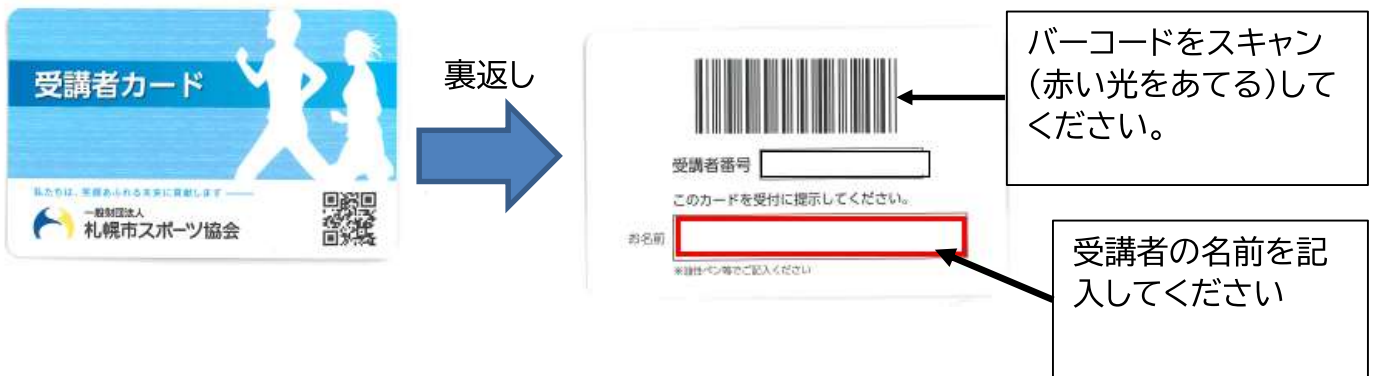 受講者カード
私たちは、笑顔あふれる未来に貢献します
一般財団法人
札幌市スポーツ協会
裏返し
受講者番号
このカードを受付に提示してください。
お名前
※油性ペン等でご記入ください
バーコードをスキャン
(赤い光をあてる)して
ください。
受講者の名前を記
入してください